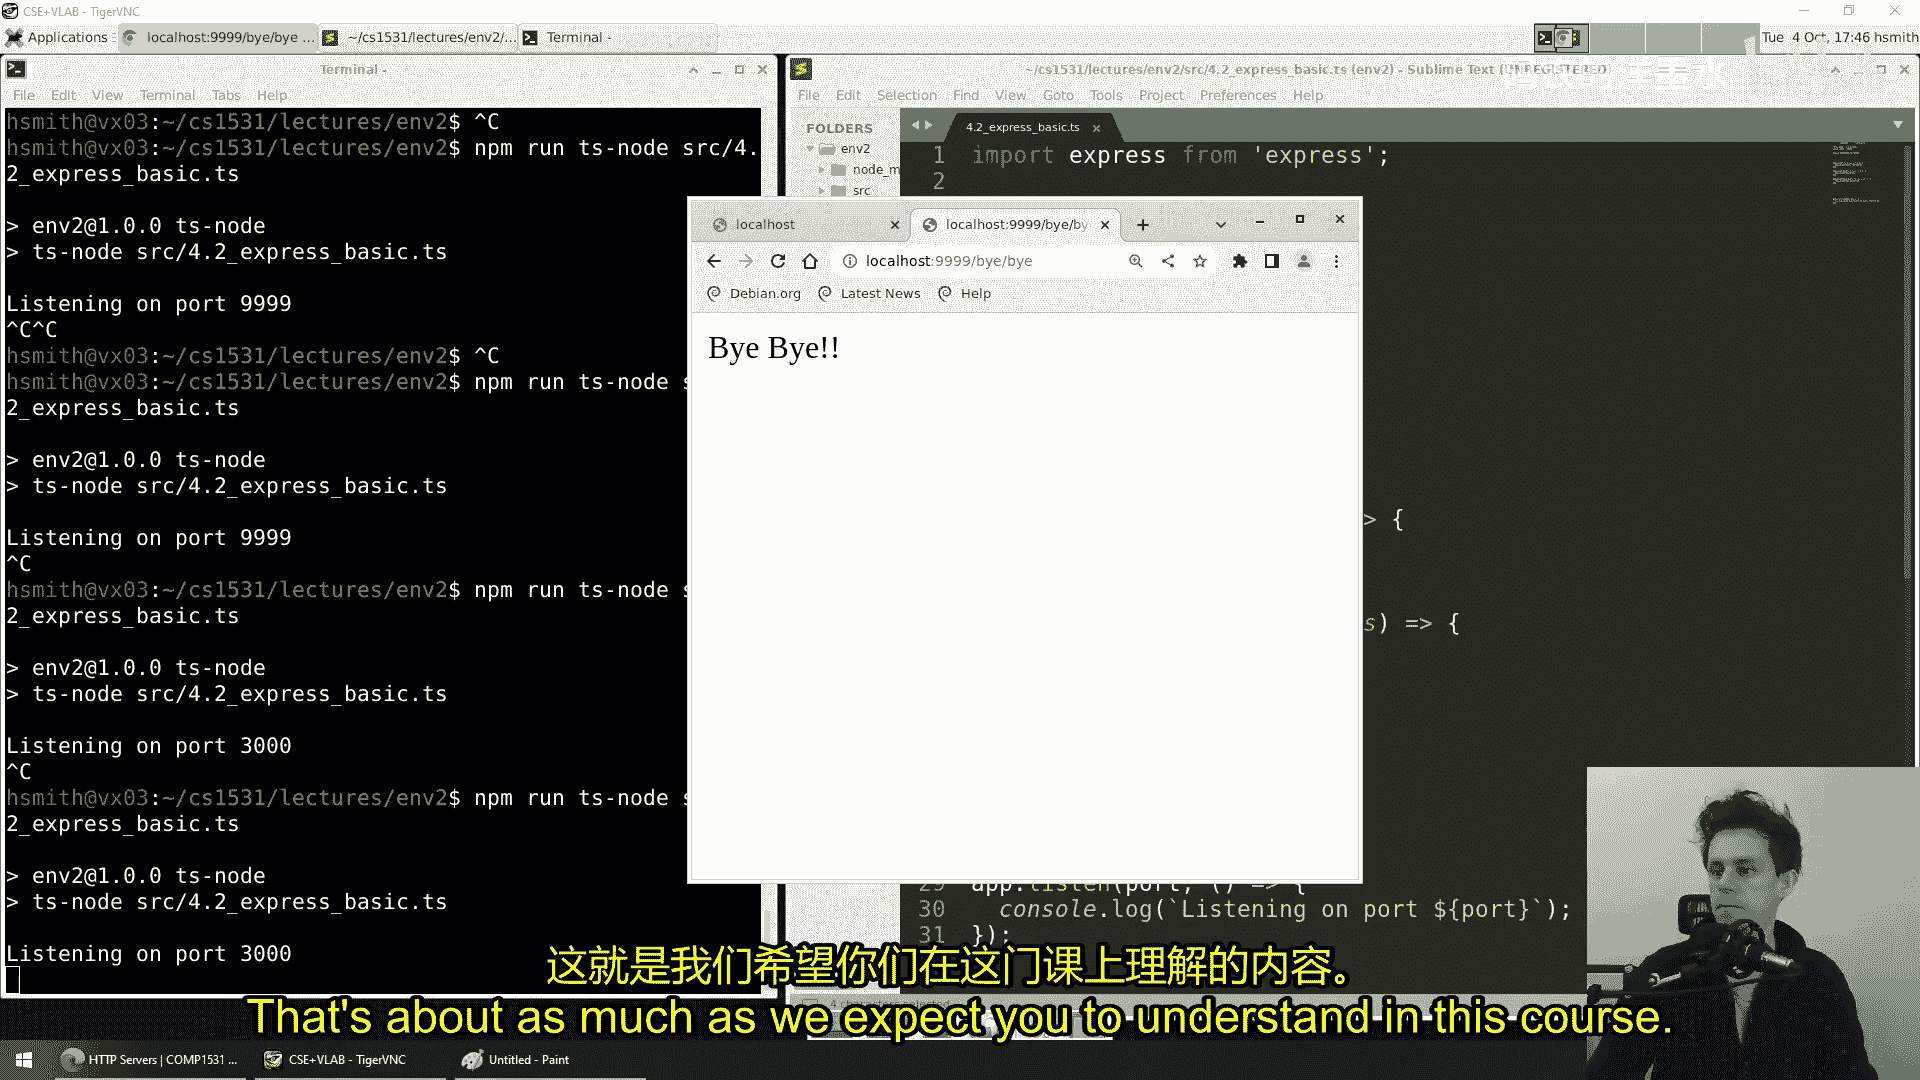 CSE+VLAB - TigerVNC
Applications
localhost:9999/bye/bye ...
~/cs1531/lectures/env2/...
Terminal -
Tue 4 Oct, 17:46 hsmith
Terminal -
File Edit View Terminal Tabs Help
hsmith@vx03:~/cs1531/lectures/env2$ ^C
hsmith@vx03:~/cs1531/lectures/env2$ npm run ts-node src/4.
2_express_basic.ts
> env2@1.0.0 ts-node
> ts-node src/4.2_express_basic.ts
Listening on port 9999
^C^C
hsmith@vx03:~/cs1531/lectures/env2$ ^C
hsmith@vx03:~/cs1531/lectures/env2$ npm run ts-node s
2_express_basic.ts
> env2@1.0.0 ts-node
> ts-node src/4.2_express_basic.ts
Listening on port 9999
^C
hsmith@vx03:~/cs1531/lectures/env2$ npm run ts-node s
2_express_basic.ts
> env2@1.0.0 ts-node
> ts-node src/4.2_express_basic.ts
Listening on port 3000
^C
hsmith@vx03:~/cs1531/lectures/env2$ npm run ts-node s
2_express_basic.ts
> env2@1.0.0 ts-node
> ts-node src/4.2_express_basic.ts
Listening on port 3000
~/cs1531/lectures/env2/src/4.2_express_basic.ts (env2) - Sublime Text (UNREGISTERED)
File Edit Selection Find View Goto Tools Project Preferences Help
FOLDERS
env2
node_m
src
4.2_express_basic.ts
1 import express from 'express';
2
> {
s) => {
29 app.listen(port, () => {
30 console.log(`Listening on port ${port}`);
31 });
localhost
localhost:9999/bye/by
localhost:9999/bye/bye
Debian.org
Latest News
Help
Bye Bye!!
这就是我们希望你们在这门课上理解的内容。
That's about as much as we expect you to understand in this course.
HTTP Servers | COMP1531 ...
CSE+VLAB - TigerVNC
Untitled - Paint